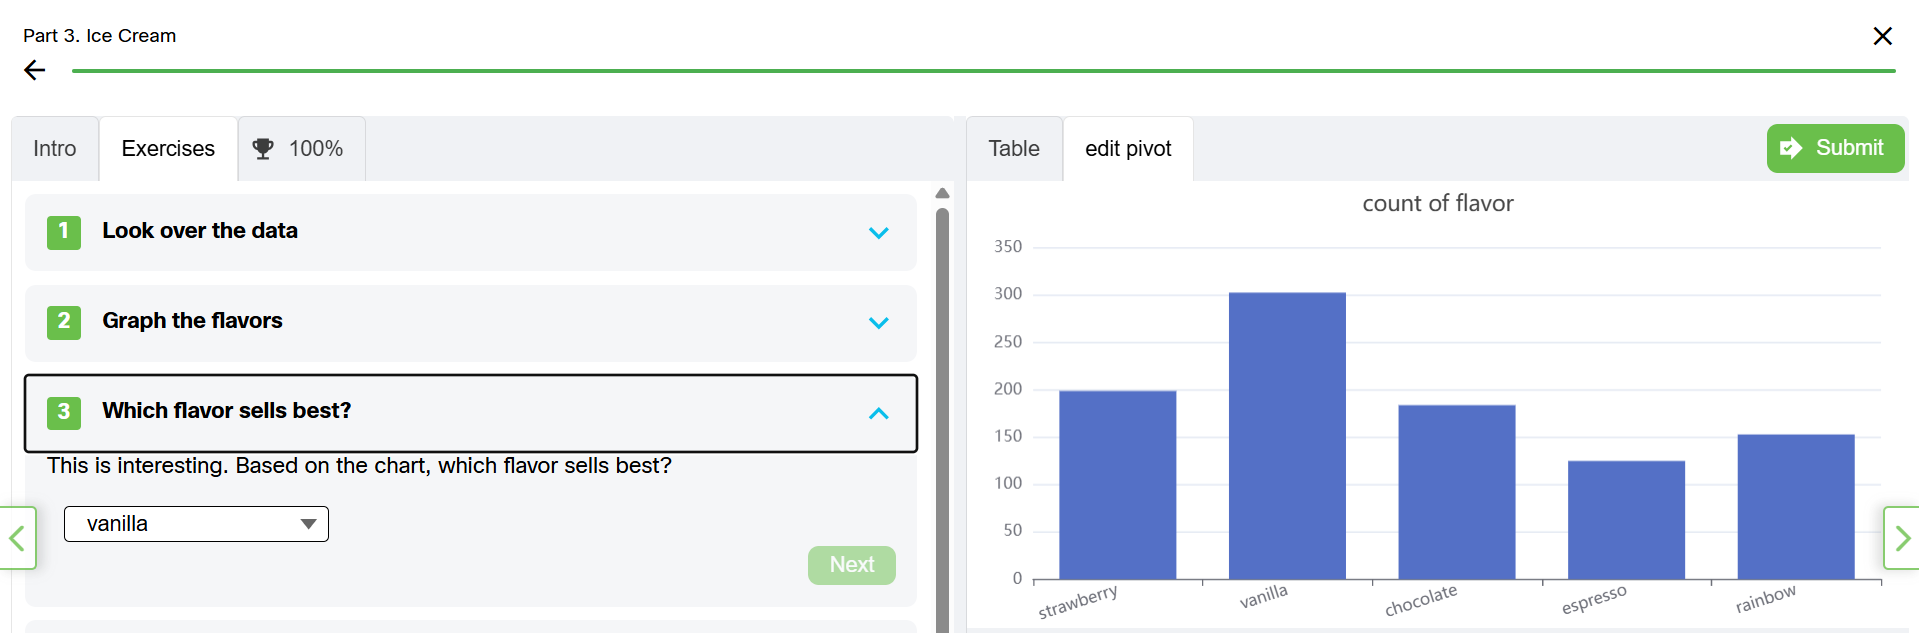 Part 3. Ice Cream
Intro
Exercises
100%
1 Look over the data
2 Graph the flavors
3 Which flavor sells best?
This is interesting. Based on the chart, which flavor sells best?
vanilla
Next
Table
edit pivot
Submit
count of flavor
350
300
250
200
150
100
50
0
strawberry
vanilla
chocolate
espresso
rainbow